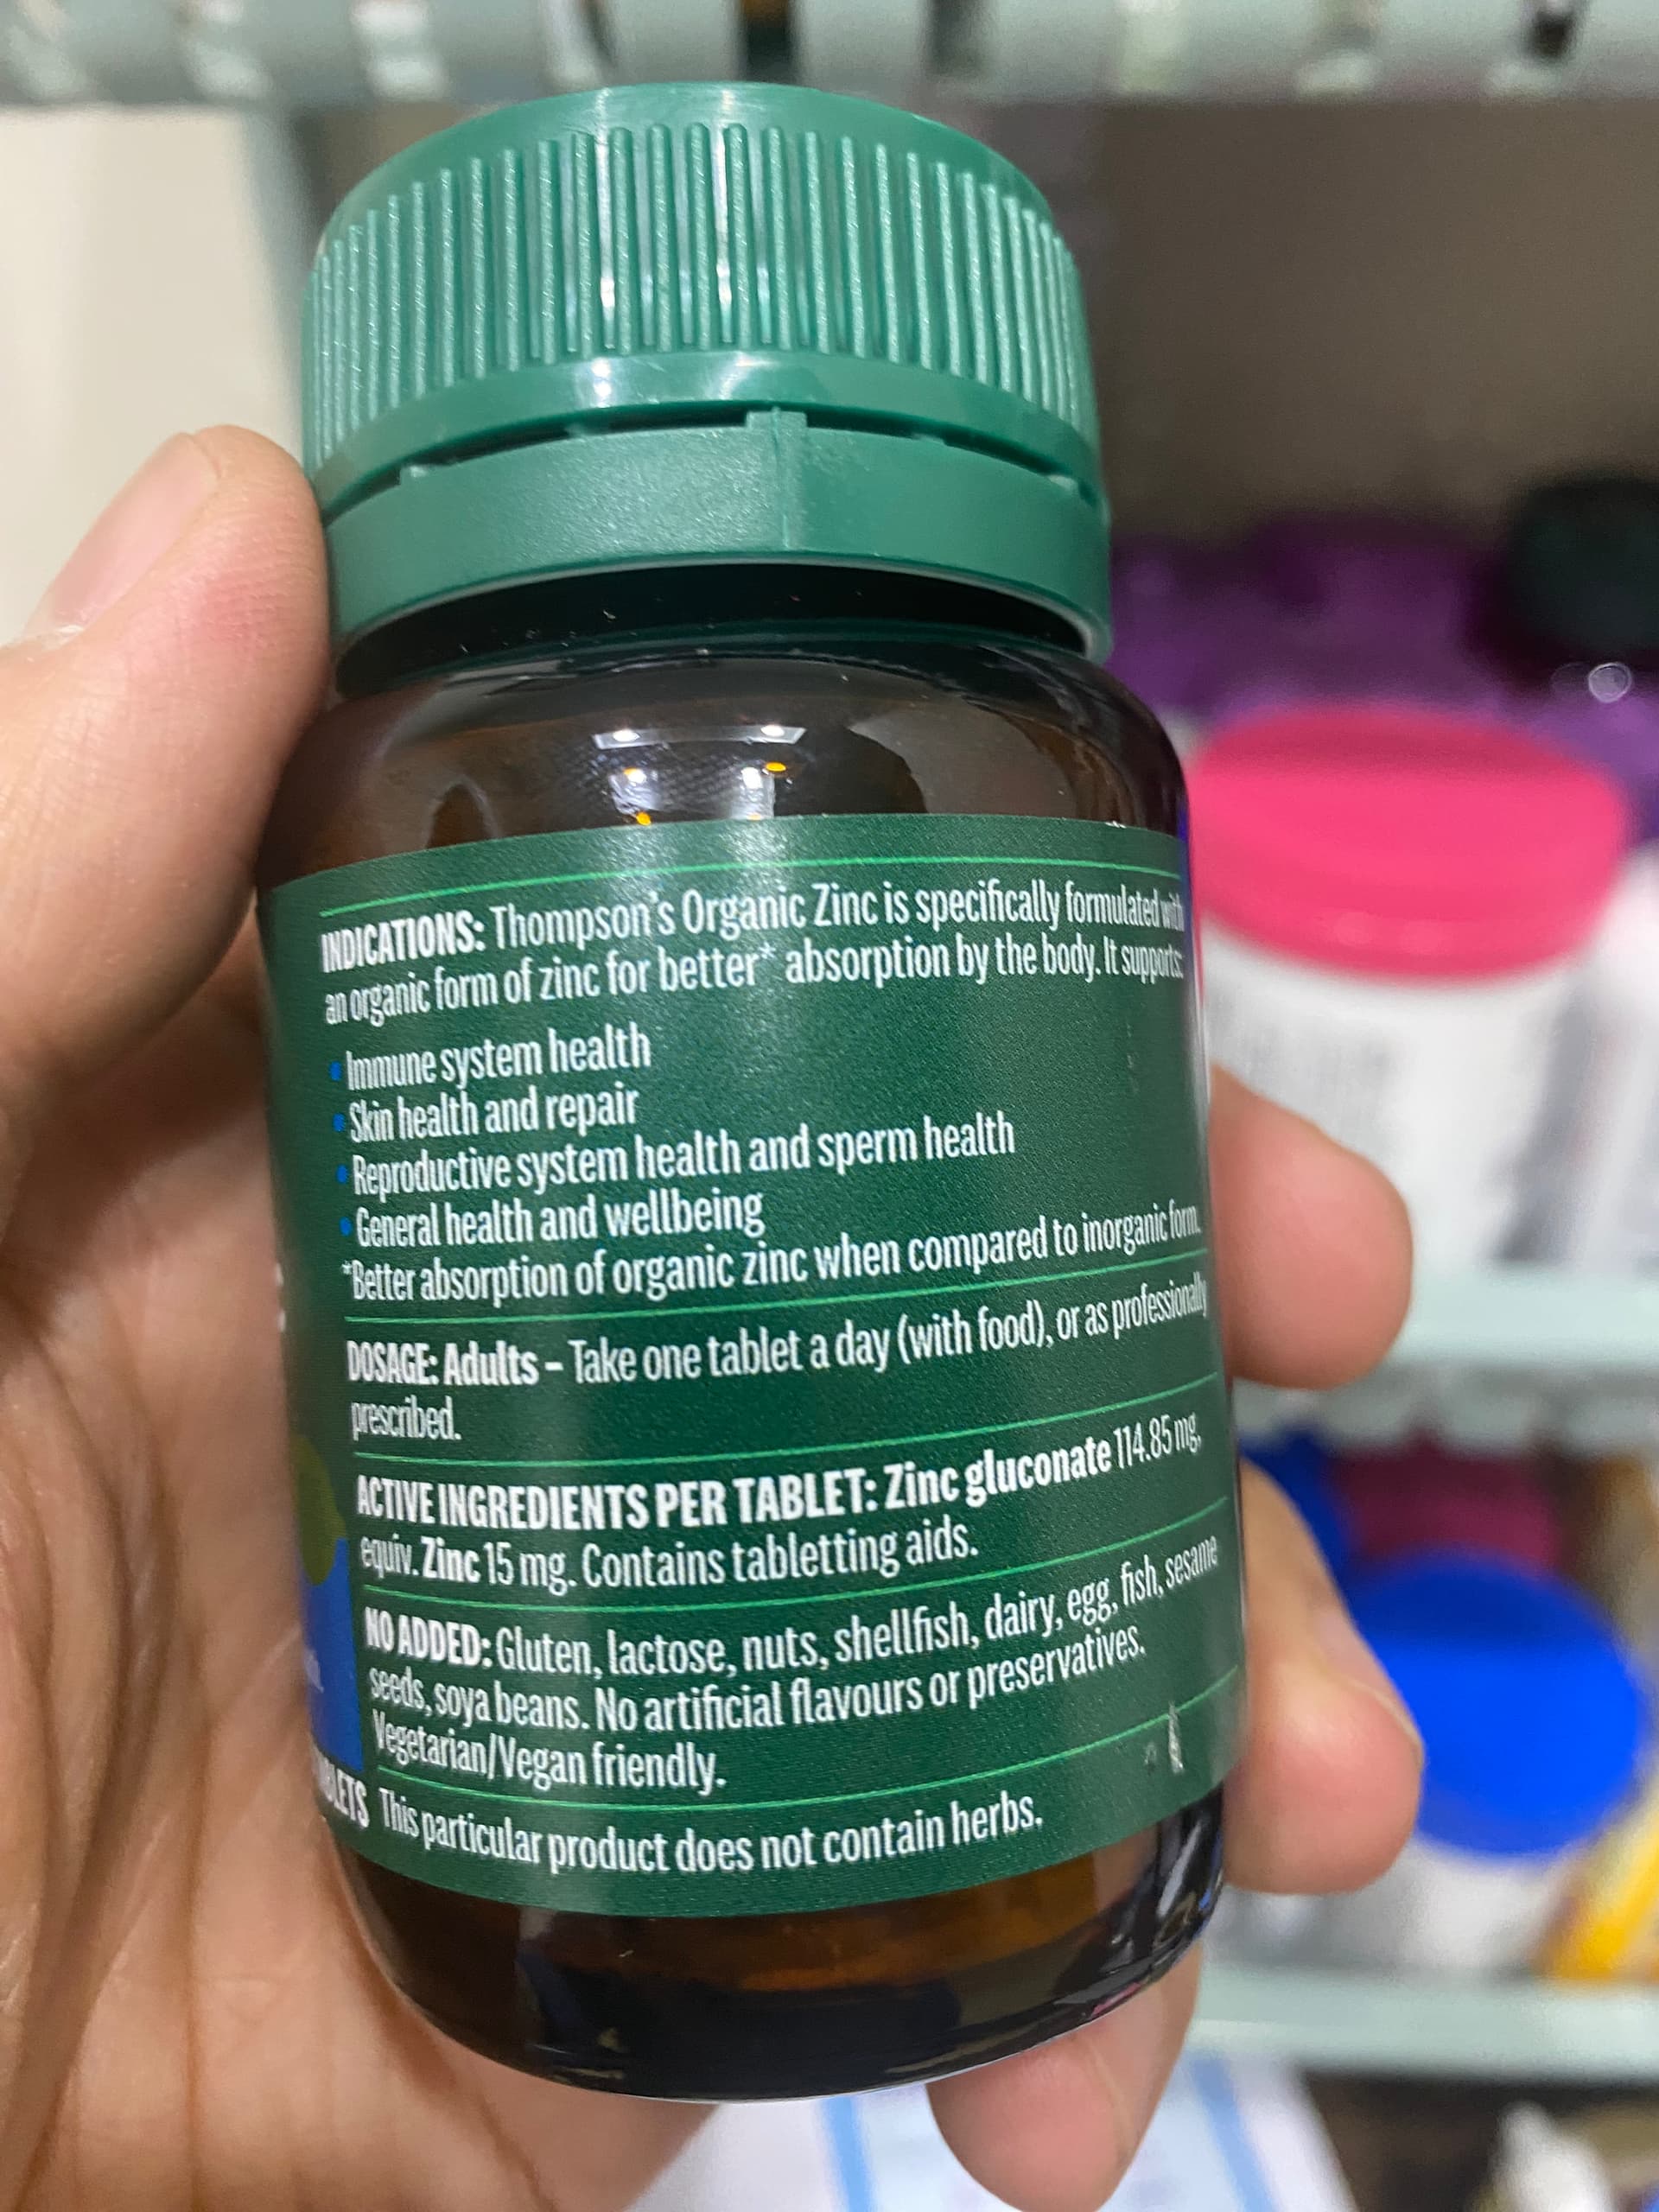 INDICATIONS: Thompson's Organic Zinc is specifically formulated with
an organic form of zinc for better* absorption by the body. It supports:
• Immune system health
• Skin health and repair
• Reproductive system health and sperm health
• General health and wellbeing
*Better absorption of organic zinc when compared to inorganic form.
DOSAGE: Adults – Take one tablet a day (with food), or as professionally
prescribed.
ACTIVE INGREDIENTS PER TABLET: Zinc gluconate 114.85 mg,
equiv. Zinc 15 mg. Contains tabletting aids.
NO ADDED: Gluten, lactose, nuts, shellfish, dairy, egg, fish, sesame
seeds, soya beans. No artificial flavours or preservatives.
Vegetarian/Vegan friendly.
This particular product does not contain herbs.